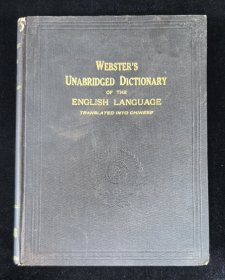 WEBSTER'S
UNABRIDGED DICTIONARY
OF THE
ENGLISH LANGUAGE
TRANSLATED INTO CHINESE